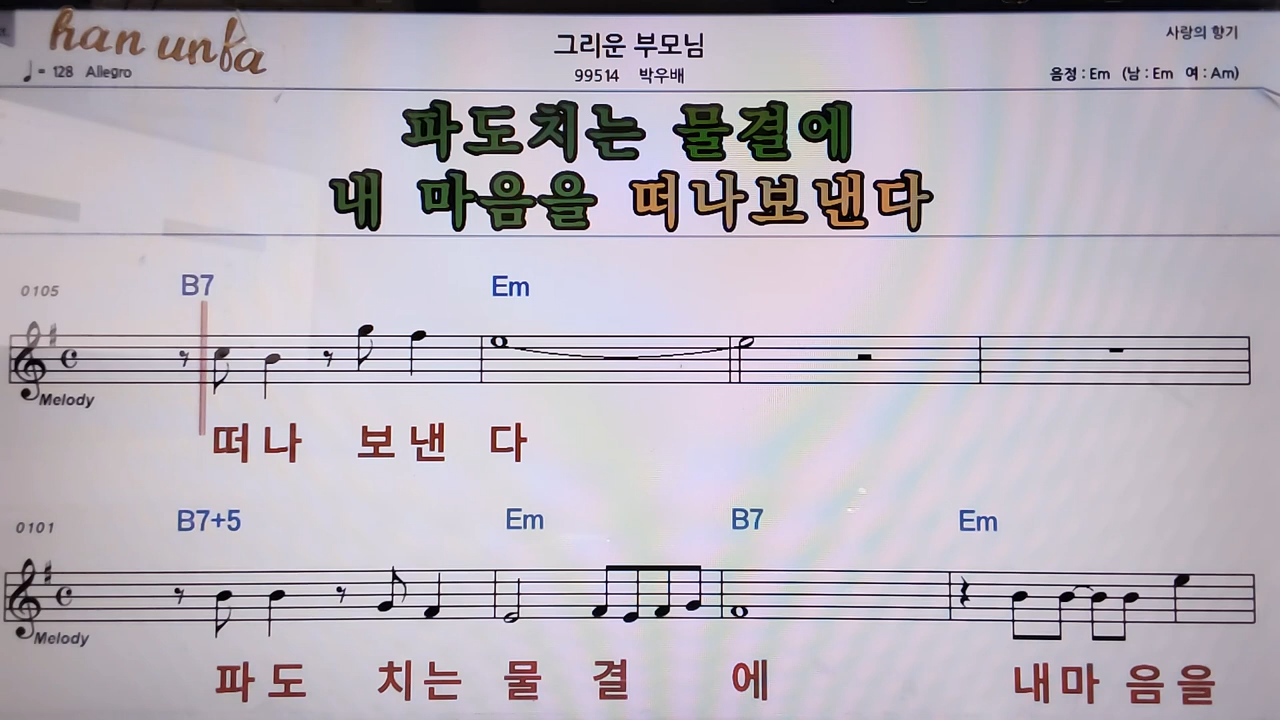 han unfa
그리운 부모님
사랑의 향기
♩= 128 Allegro
99514 박우배
음정 : Em (남 : Em 여 : Am)
파도치는 물결에
내 마음을 떠나보낸다
0105 B7 Em
Melody
떠나 보낸 다
0101 B7+5 Em B7 Em
Melody
파도 치는 물 결 에 내마 음을